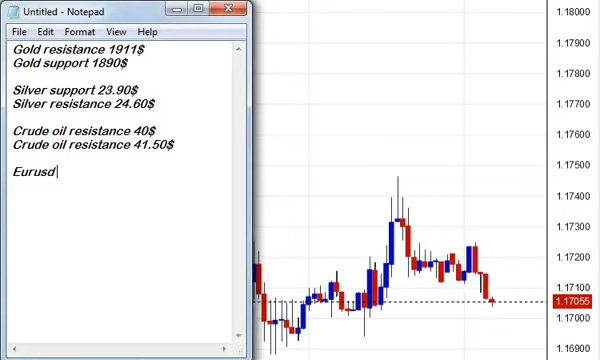 Untitled - Notepad
File Edit Format View Help
Gold resistance 1911$
Gold support 1890$
Silver support 23.90$
Silver resistance 24.60$
Crude oil resistance 40$
Crude oil resistance 41.50$
Eurusd
1.18000
1.17900
1.17800
1.17700
1.17600
1.17500
1.17400
1.17300
1.17200
1.17100
1.17055
1.17000
1.16900